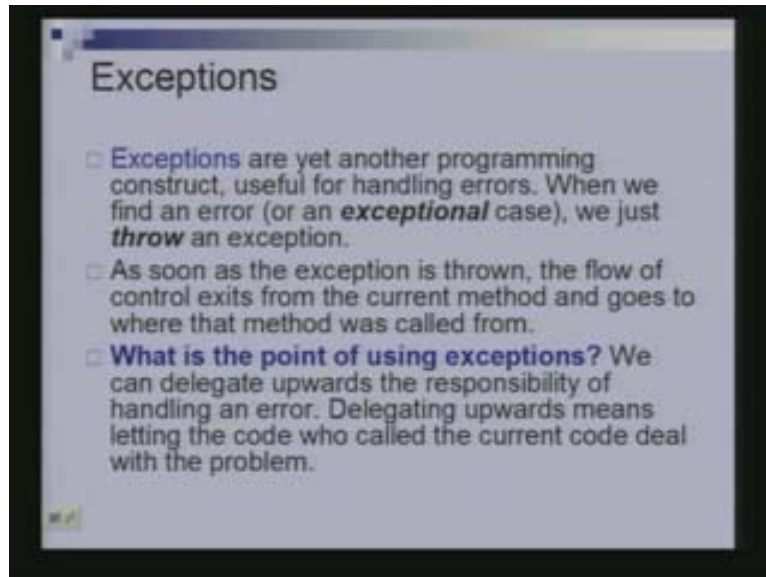 Exceptions
Exceptions are yet another programming
construct, useful for handling errors. When we
find an error (or an exceptional case), we just
throw an exception.
As soon as the exception is thrown, the flow of
control exits from the current method and goes to
where that method was called from.
What is the point of using exceptions? We
can delegate upwards the responsibility of
handling an error. Delegating upwards means
letting the code who called the current code deal
with the problem.